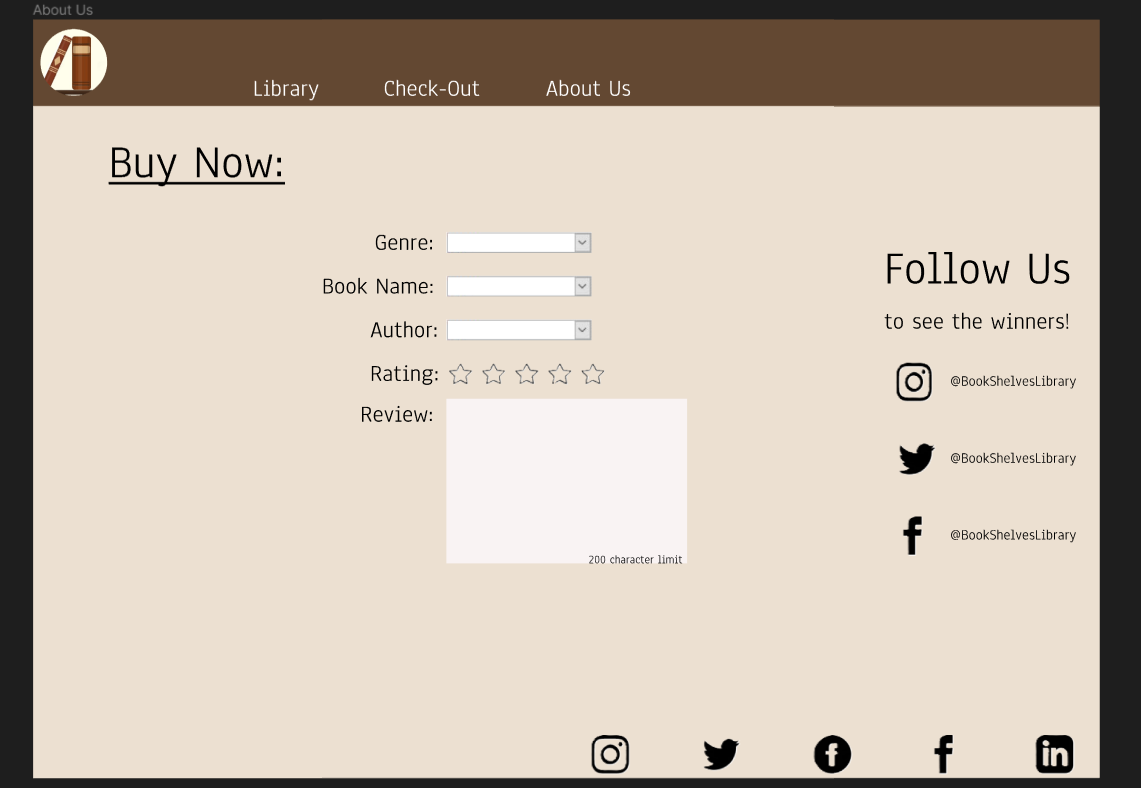 About Us
Library Check-Out About Us
Buy Now:
Genre:
Book Name:
Author:
Rating:
Review:
200 character limit
Follow Us
to see the winners!
@BookShelvesLibrary
@BookShelvesLibrary
@BookShelvesLibrary